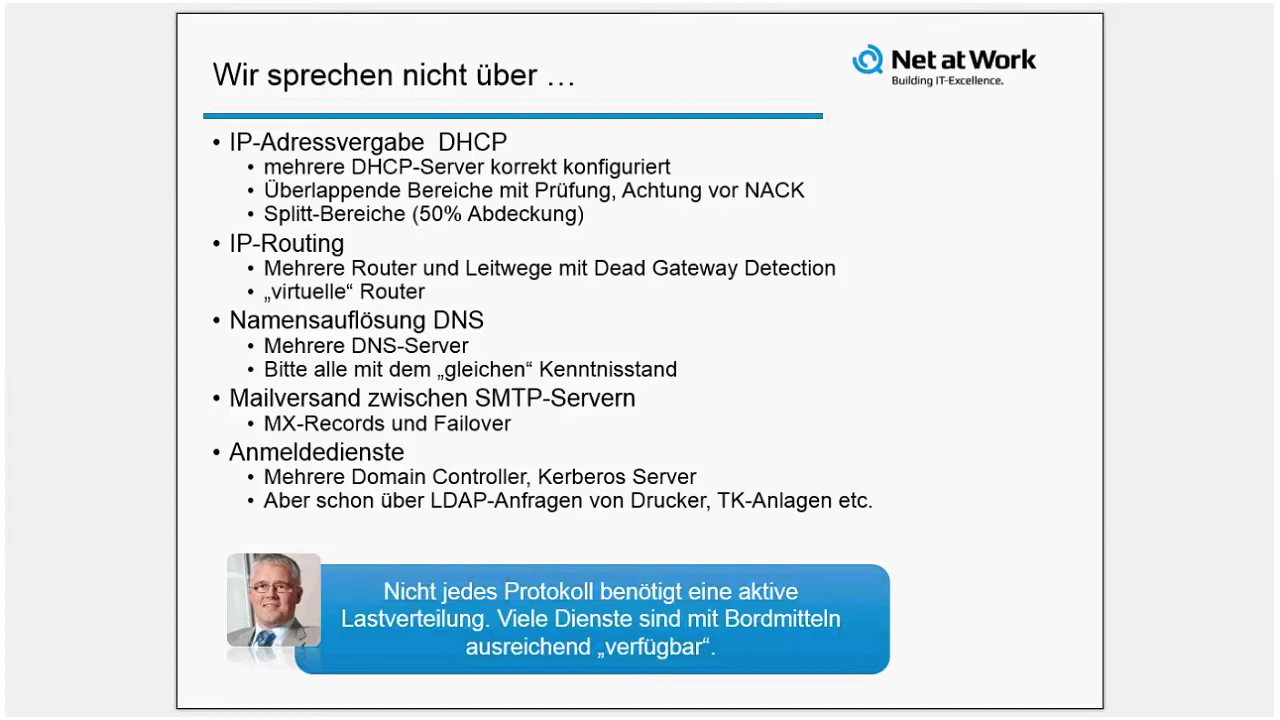 Wir sprechen nicht über …
Net at Work
Building IT-Excellence.
• IP-Adressvergabe DHCP
• mehrere DHCP-Server korrekt konfiguriert
• Überlappende Bereiche mit Prüfung, Achtung vor NACK
• Splitt-Bereiche (50% Abdeckung)
• IP-Routing
• Mehrere Router und Leitwege mit Dead Gateway Detection
• „virtuelle“ Router
• Namensauflösung DNS
• Mehrere DNS-Server
• Bitte alle mit dem „gleichen“ Kenntnisstand
• Mailversand zwischen SMTP-Servern
• MX-Records und Failover
• Anmeldedienste
• Mehrere Domain Controller, Kerberos Server
• Aber schon über LDAP-Anfragen von Drucker, TK-Anlagen etc.
Nicht jedes Protokoll benötigt eine aktive
Lastverteilung. Viele Dienste sind mit Bordmitteln
ausreichend „verfügbar“.